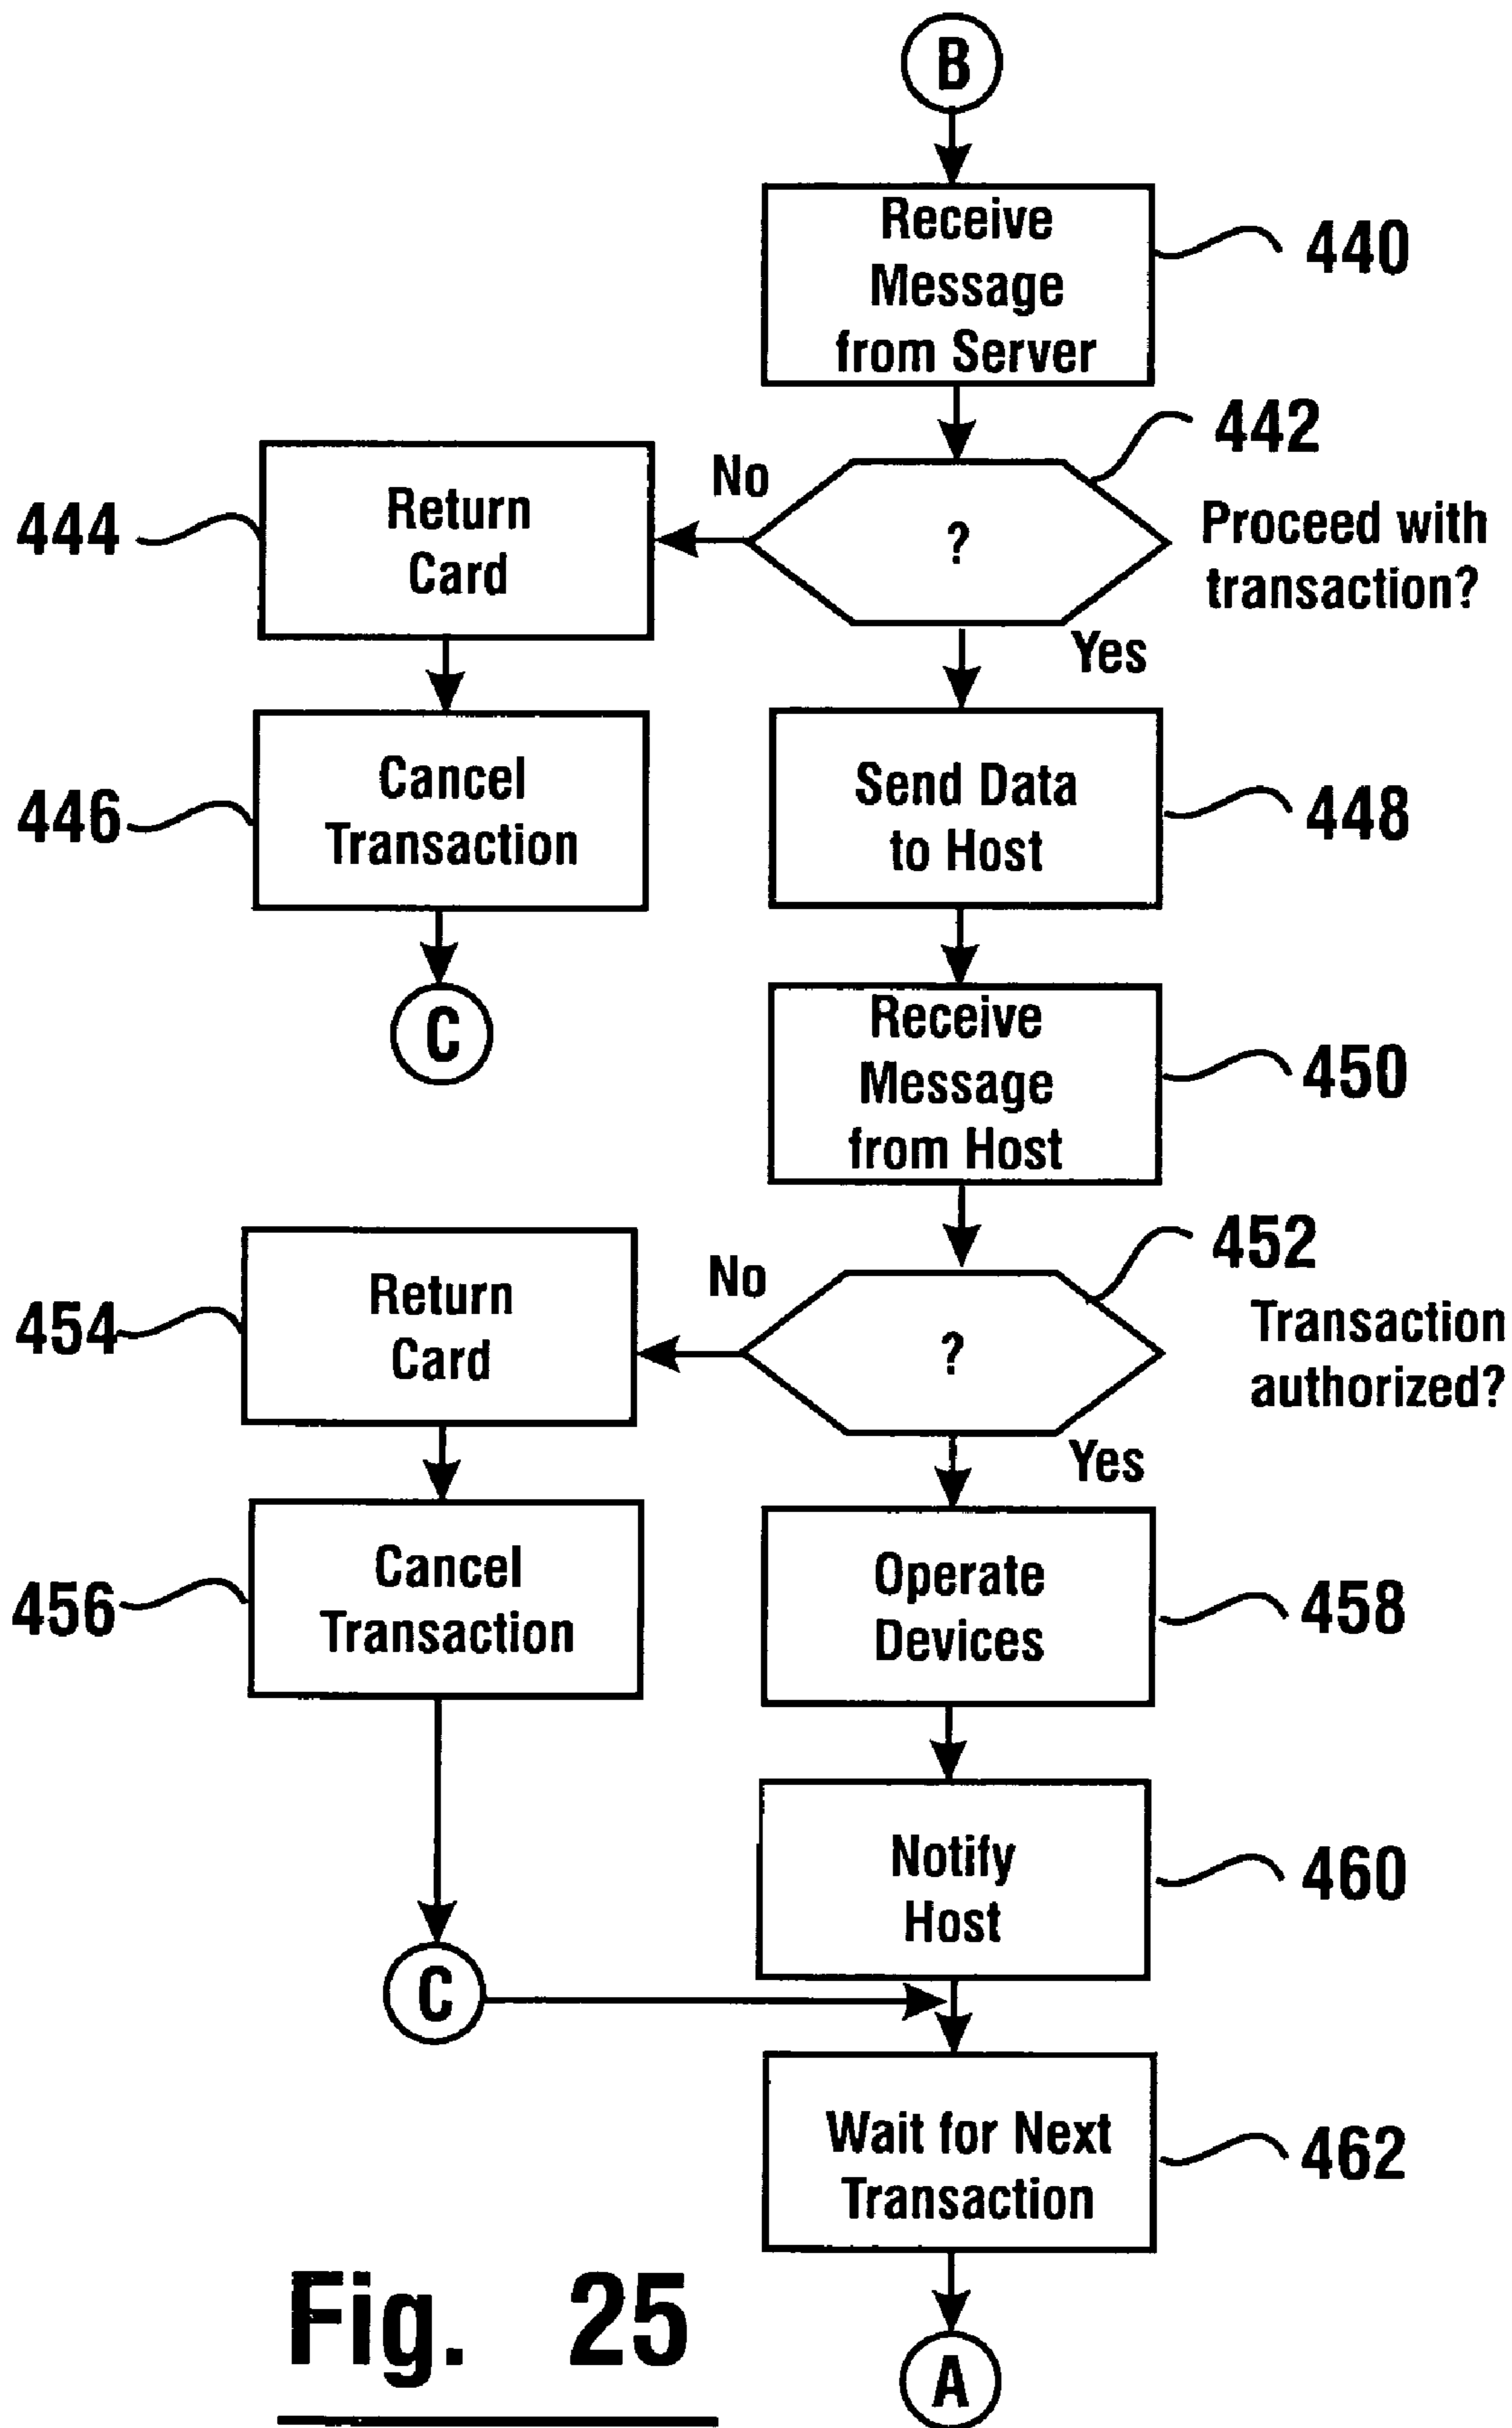 B
Receive
Message
from Server
440
442
No
?
Proceed with
transaction?
Yes
444
Return
Card
446
Cancel
Transaction
C
Send Data
to Host
448
Receive
Message
from Host
450
452
No
?
Transaction
authorized?
Yes
454
Return
Card
456
Cancel
Transaction
Operate
Devices
458
Notify
Host
460
C
Wait for Next
Transaction
462
A
Fig. 25